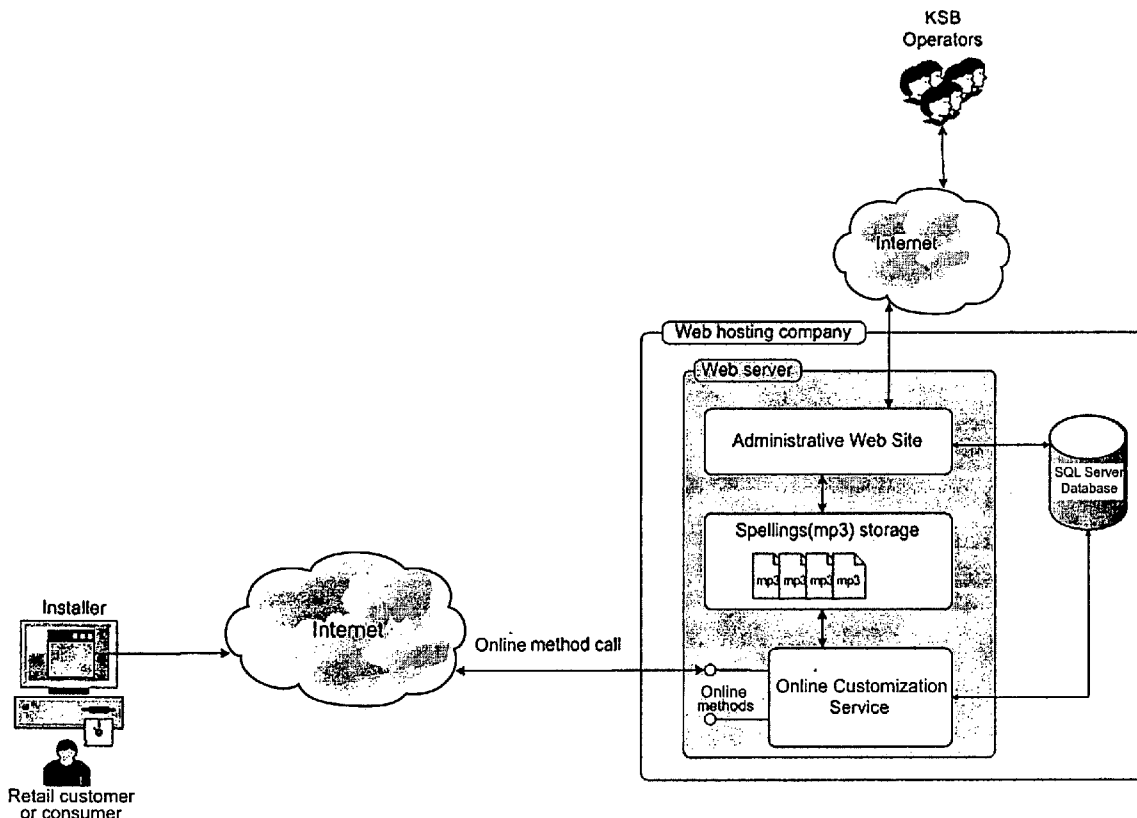 KSB
Operators
Internet
Web hosting company
Web server
Administrative Web Site
SQL Server
Database
Spellings(mp3) storage
mp3 mp3 mp3 mp3
Installer
Internet
Online method call
Online
methods
Online Customization
Service
Retail customer
or consumer